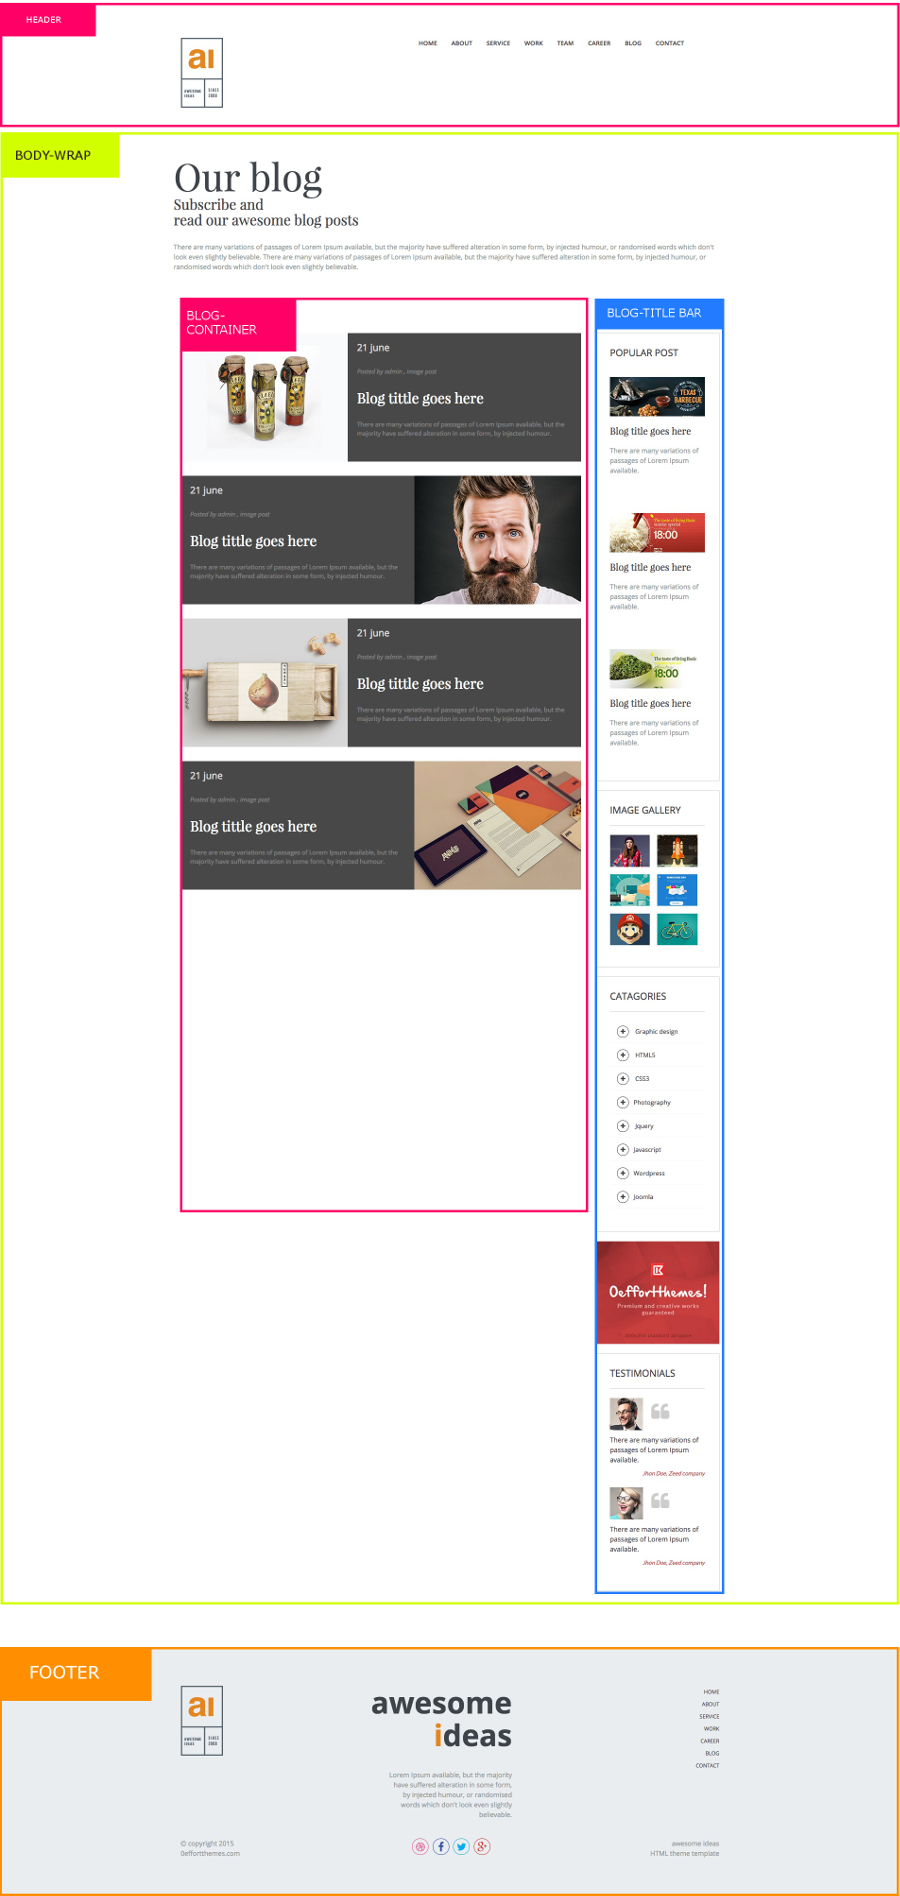 HEADER
aı
AWESOME
IDEAS
HOME ABOUT SERVICE WORK TEAM CAREER BLOG CONTACT
BODY-WRAP
Our blog
Subscribe and
read our awesome blog posts
There are many variations of passages of Lorem Ipsum available, but the majority have suffered alteration in some form, by injected humour, or randomised words which don't
look even slightly believable. There are many variations of passages of Lorem Ipsum available, but the majority have suffered alteration in some form, by injected humour, or
randomised words which don't look even slightly believable.
BLOG-
CONTAINER
21 june
Posted by admin , image post
Blog tittle goes here
There are many variations of passages of Lorem Ipsum available, but the
majority have suffered alteration in some form, by injected humour.
21 june
Posted by admin , image post
Blog tittle goes here
There are many variations of passages of Lorem Ipsum available, but the
majority have suffered alteration in some form, by injected humour.
21 june
Posted by admin , image post
Blog tittle goes here
There are many variations of passages of Lorem Ipsum available, but the
majority have suffered alteration in some form, by injected humour.
21 june
Posted by admin , image post
Blog tittle goes here
There are many variations of passages of Lorem Ipsum available, but the
majority have suffered alteration in some form, by injected humour.
BLOG-TITLE BAR
POPULAR POST
TEXAS
BARBECUE
Blog title goes here
There are many variations of
passages of Lorem Ipsum
available.
The taste of living Basic
18:00
Blog title goes here
There are many variations of
passages of Lorem Ipsum
available.
The taste of living Basic
18:00
Blog title goes here
There are many variations of
passages of Lorem Ipsum
available.
IMAGE GALLERY
CATAGORIES
Graphic design
HTML5
CSS3
Photography
Jquery
Javascript
Wordpress
Joomla
0effortthemes!
Premium and creative works
guaranteed
TESTIMONIALS
There are many variations of
passages of Lorem Ipsum
available.
Jhon Doe, Zeed company
There are many variations of
passages of Lorem Ipsum
available.
Jhon Doe, Zeed company
FOOTER
aı
AWESOME
IDEAS
awesome
ideas
Lorem Ipsum available, but the majority
have suffered alteration in some form,
by injected humour, or randomised
words which don't look even slightly
believable.
HOME
ABOUT
SERVICE
WORK
CAREER
BLOG
CONTACT
© copyright 2015
0effortthemes.com
awesome ideas
HTML theme template